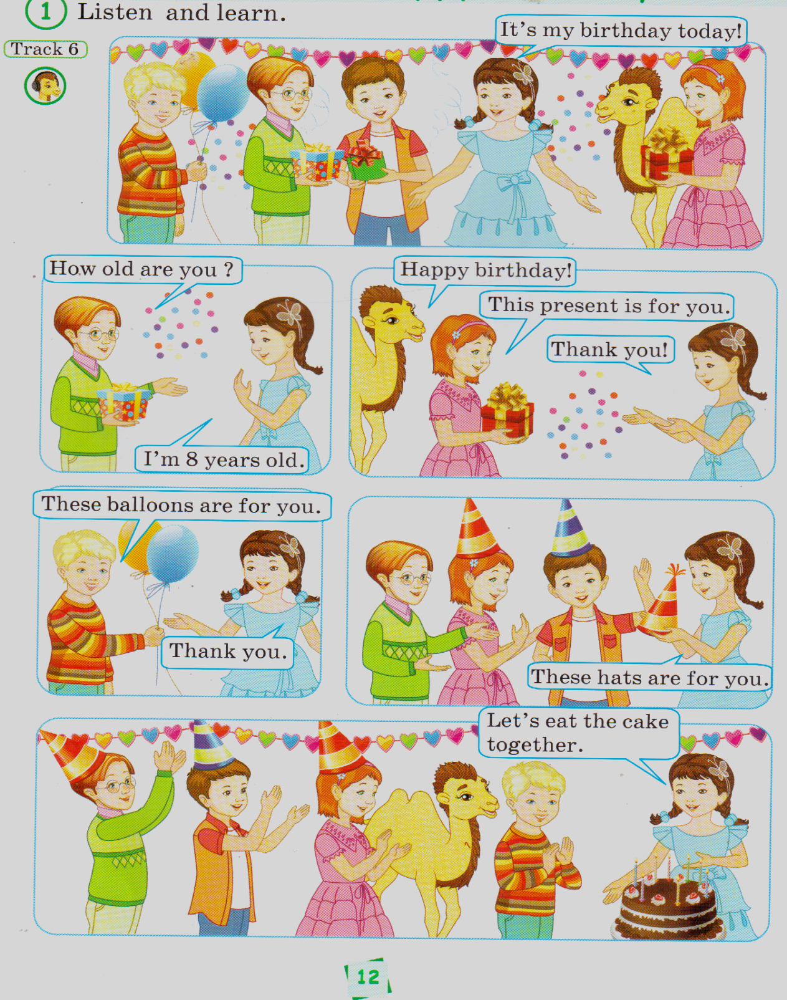 1 Listen and learn.
Track 6
It's my birthday today!
How old are you ?
I'm 8 years old.
Happy birthday!
This present is for you.
Thank you!
These balloons are for you.
Thank you.
These hats are for you.
Let's eat the cake
together.
12